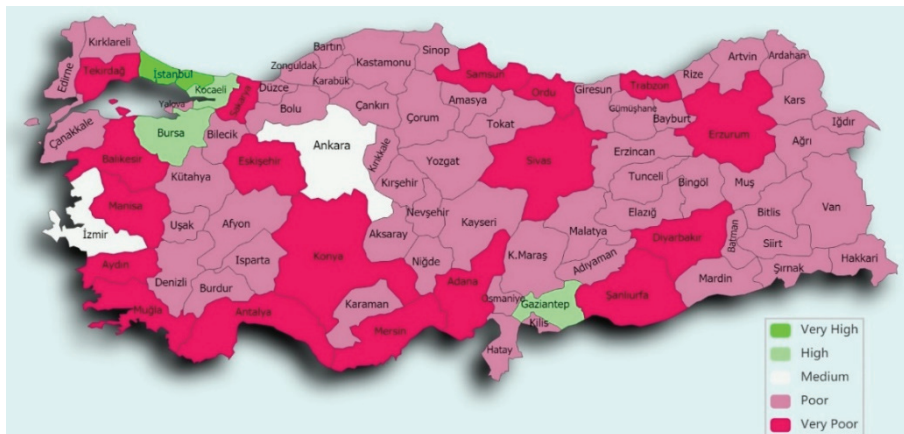 Kırklareli
Edirne
Tekirdağ
İstanbul
Kocaeli
Yalova
Sakarya
Düzce
Bolu
Zonguldak
Bartın
Karabük
Kastamonu
Sinop
Çankırı
Samsun
Amasya
Çorum
Tokat
Ordu
Giresun
Trabzon
Gümüşhane
Bayburt
Rize
Artvin
Ardahan
Kars
Iğdır
Ağrı
Erzurum
Çanakkale
Balıkesir
Bursa
Bilecik
Eskişehir
Ankara
Kırıkkale
Kırşehir
Yozgat
Sivas
Erzincan
Tunceli
Bingöl
Muş
Bitlis
Van
Kütahya
Manisa
İzmir
Uşak
Afyon
Konya
Aksaray
Nevşehir
Kayseri
Niğde
Malatya
Elazığ
Diyarbakır
Batman
Siirt
Hakkari
Şırnak
Mardin
Aydın
Denizli
Isparta
Burdur
Muğla
Antalya
Karaman
Mersin
Adana
K.Maraş
Adıyaman
Osmaniye
Gaziantep
Kilis
Şanlıurfa
Hatay
Very High
High
Medium
Poor
Very Poor